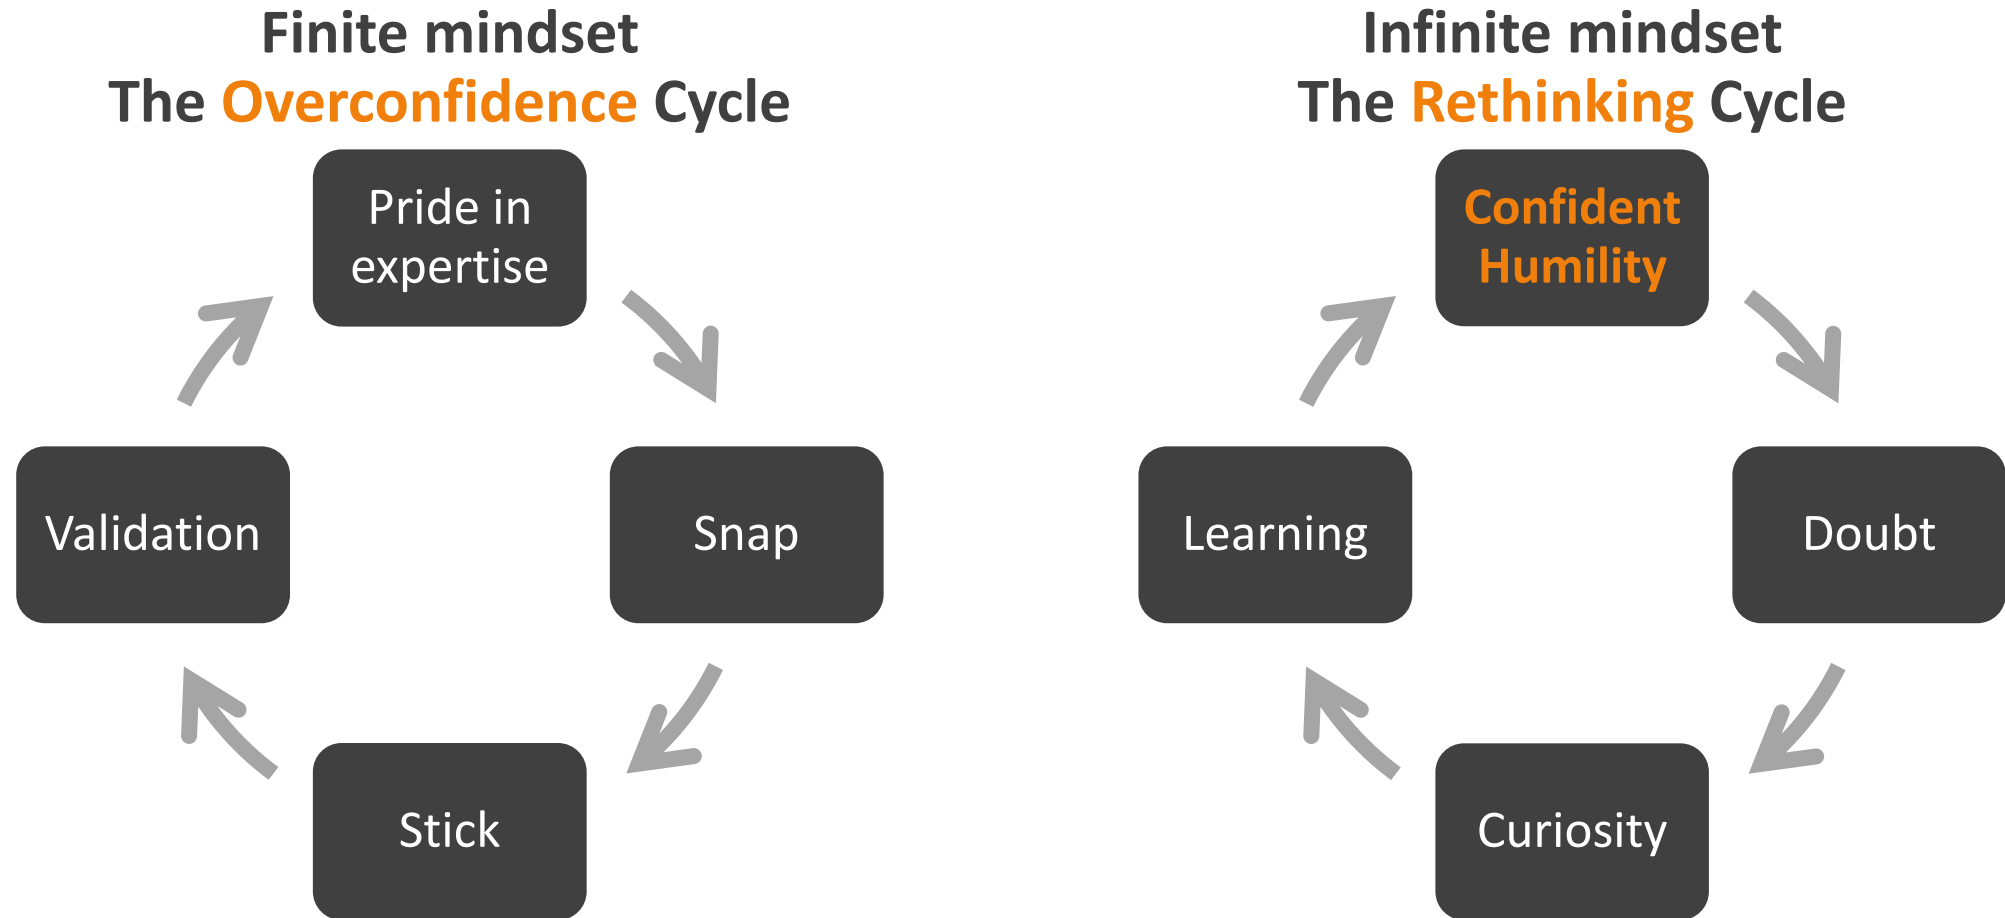 Finite mindset
The Overconfidence Cycle
Pride in
expertise
Snap
Stick
Validation
Infinite mindset
The Rethinking Cycle
Confident
Humility
Doubt
Curiosity
Learning